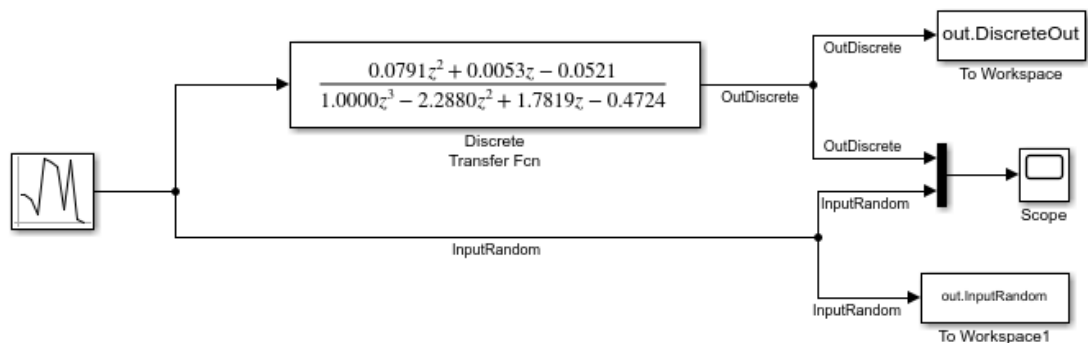 out.DiscreteOut
OutDiscrete
To Workspace
0.0791z² + 0.0053z − 0.0521
1.0000z³ − 2.2880z² + 1.7819z − 0.4724
OutDiscrete
Discrete
Transfer Fcn
OutDiscrete
InputRandom
Scope
InputRandom
out.InputRandom
InputRandom
To Workspace1